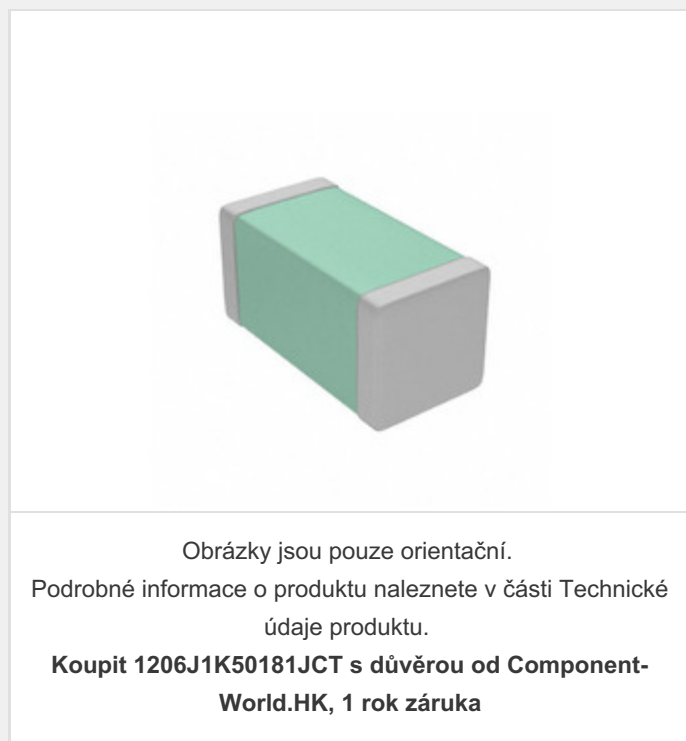 Obrázky jsou pouze orientační.
Podrobné informace o produktu naleznete v části Technické
údaje produktu.
Koupit 1206J1K50181JCT s důvěrou od Component-
World.HK, 1 rok záruka